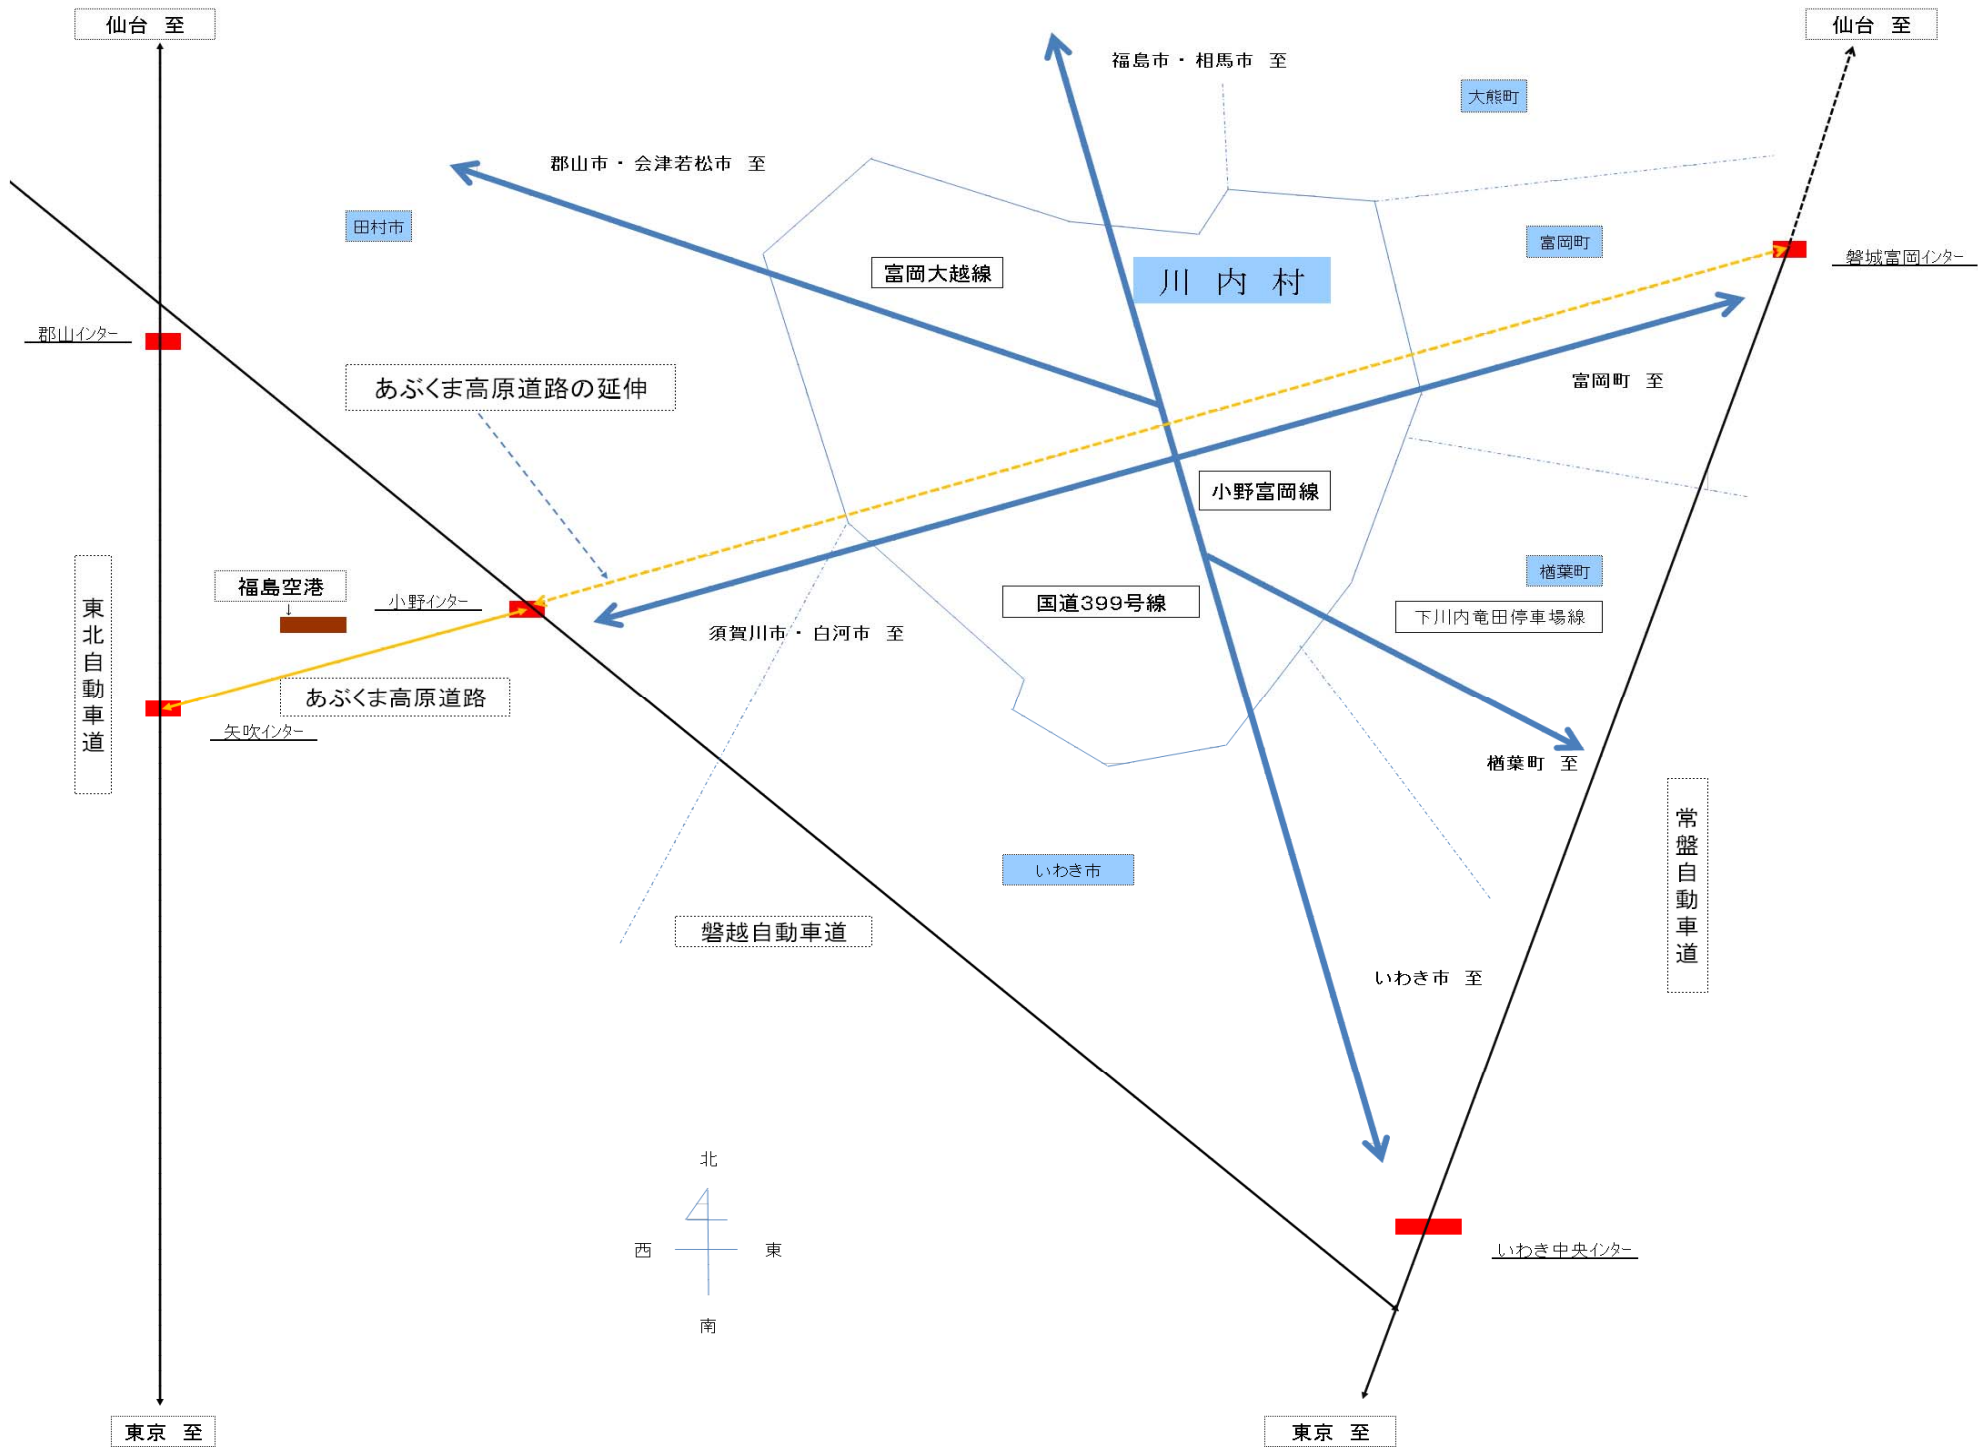 仙台　至
仙台　至
福島市・相馬市　至
大熊町
郡山市・会津若松市　至
田村市
富岡町
磐城富岡インター
富岡大越線
川　内　村
郡山インター
あぶくま高原道路の延伸
富岡町　至
小野富岡線
福島空港
↓
小野インター
楢葉町
国道399号線
下川内竜田停車場線
須賀川市・白河市　至
東北自動車道
あぶくま高原道路
矢吹インター
楢葉町　至
常盤自動車道
いわき市
磐越自動車道
いわき市　至
北
西
東
南
いわき中央インター
東京　至
東京　至